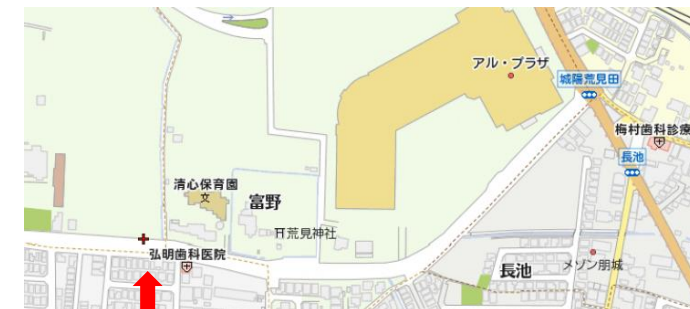 アル・プラザ
城陽荒見田
梅村歯科診療
長池
清心保育園
文
富野
荒見神社
弘明歯科医院
長池
メゾン朋城